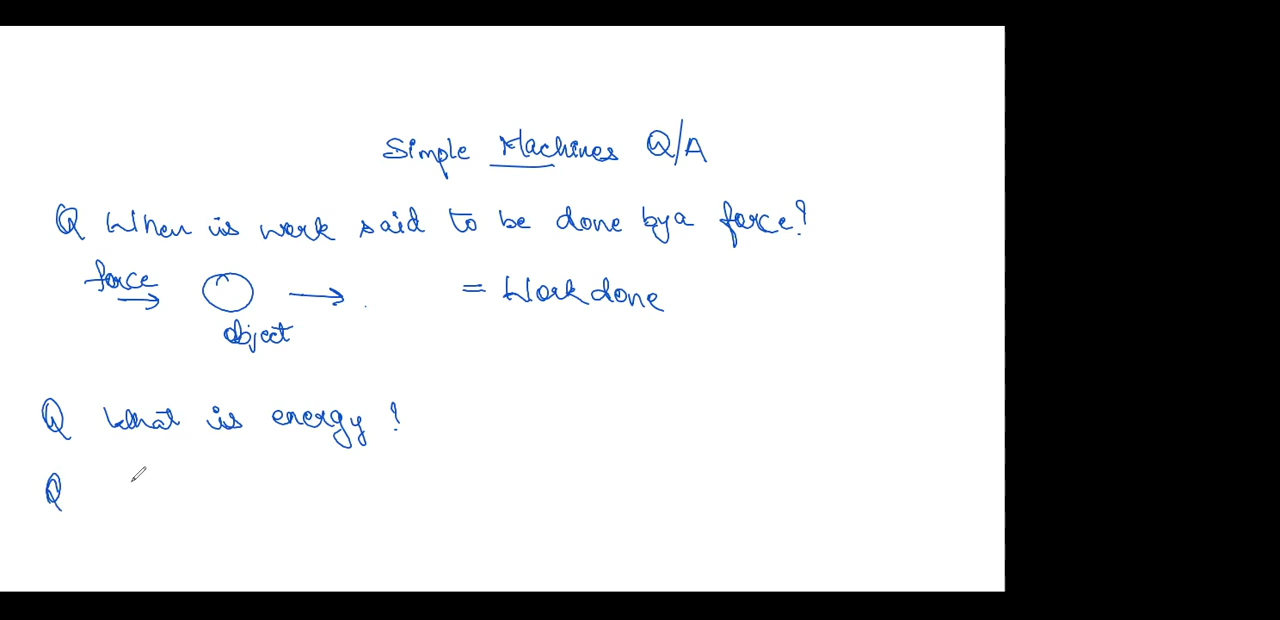 Simple Machines Q/A
Q When is work said to be done by a force?
force
= Work done
object
Q What is energy?
Q